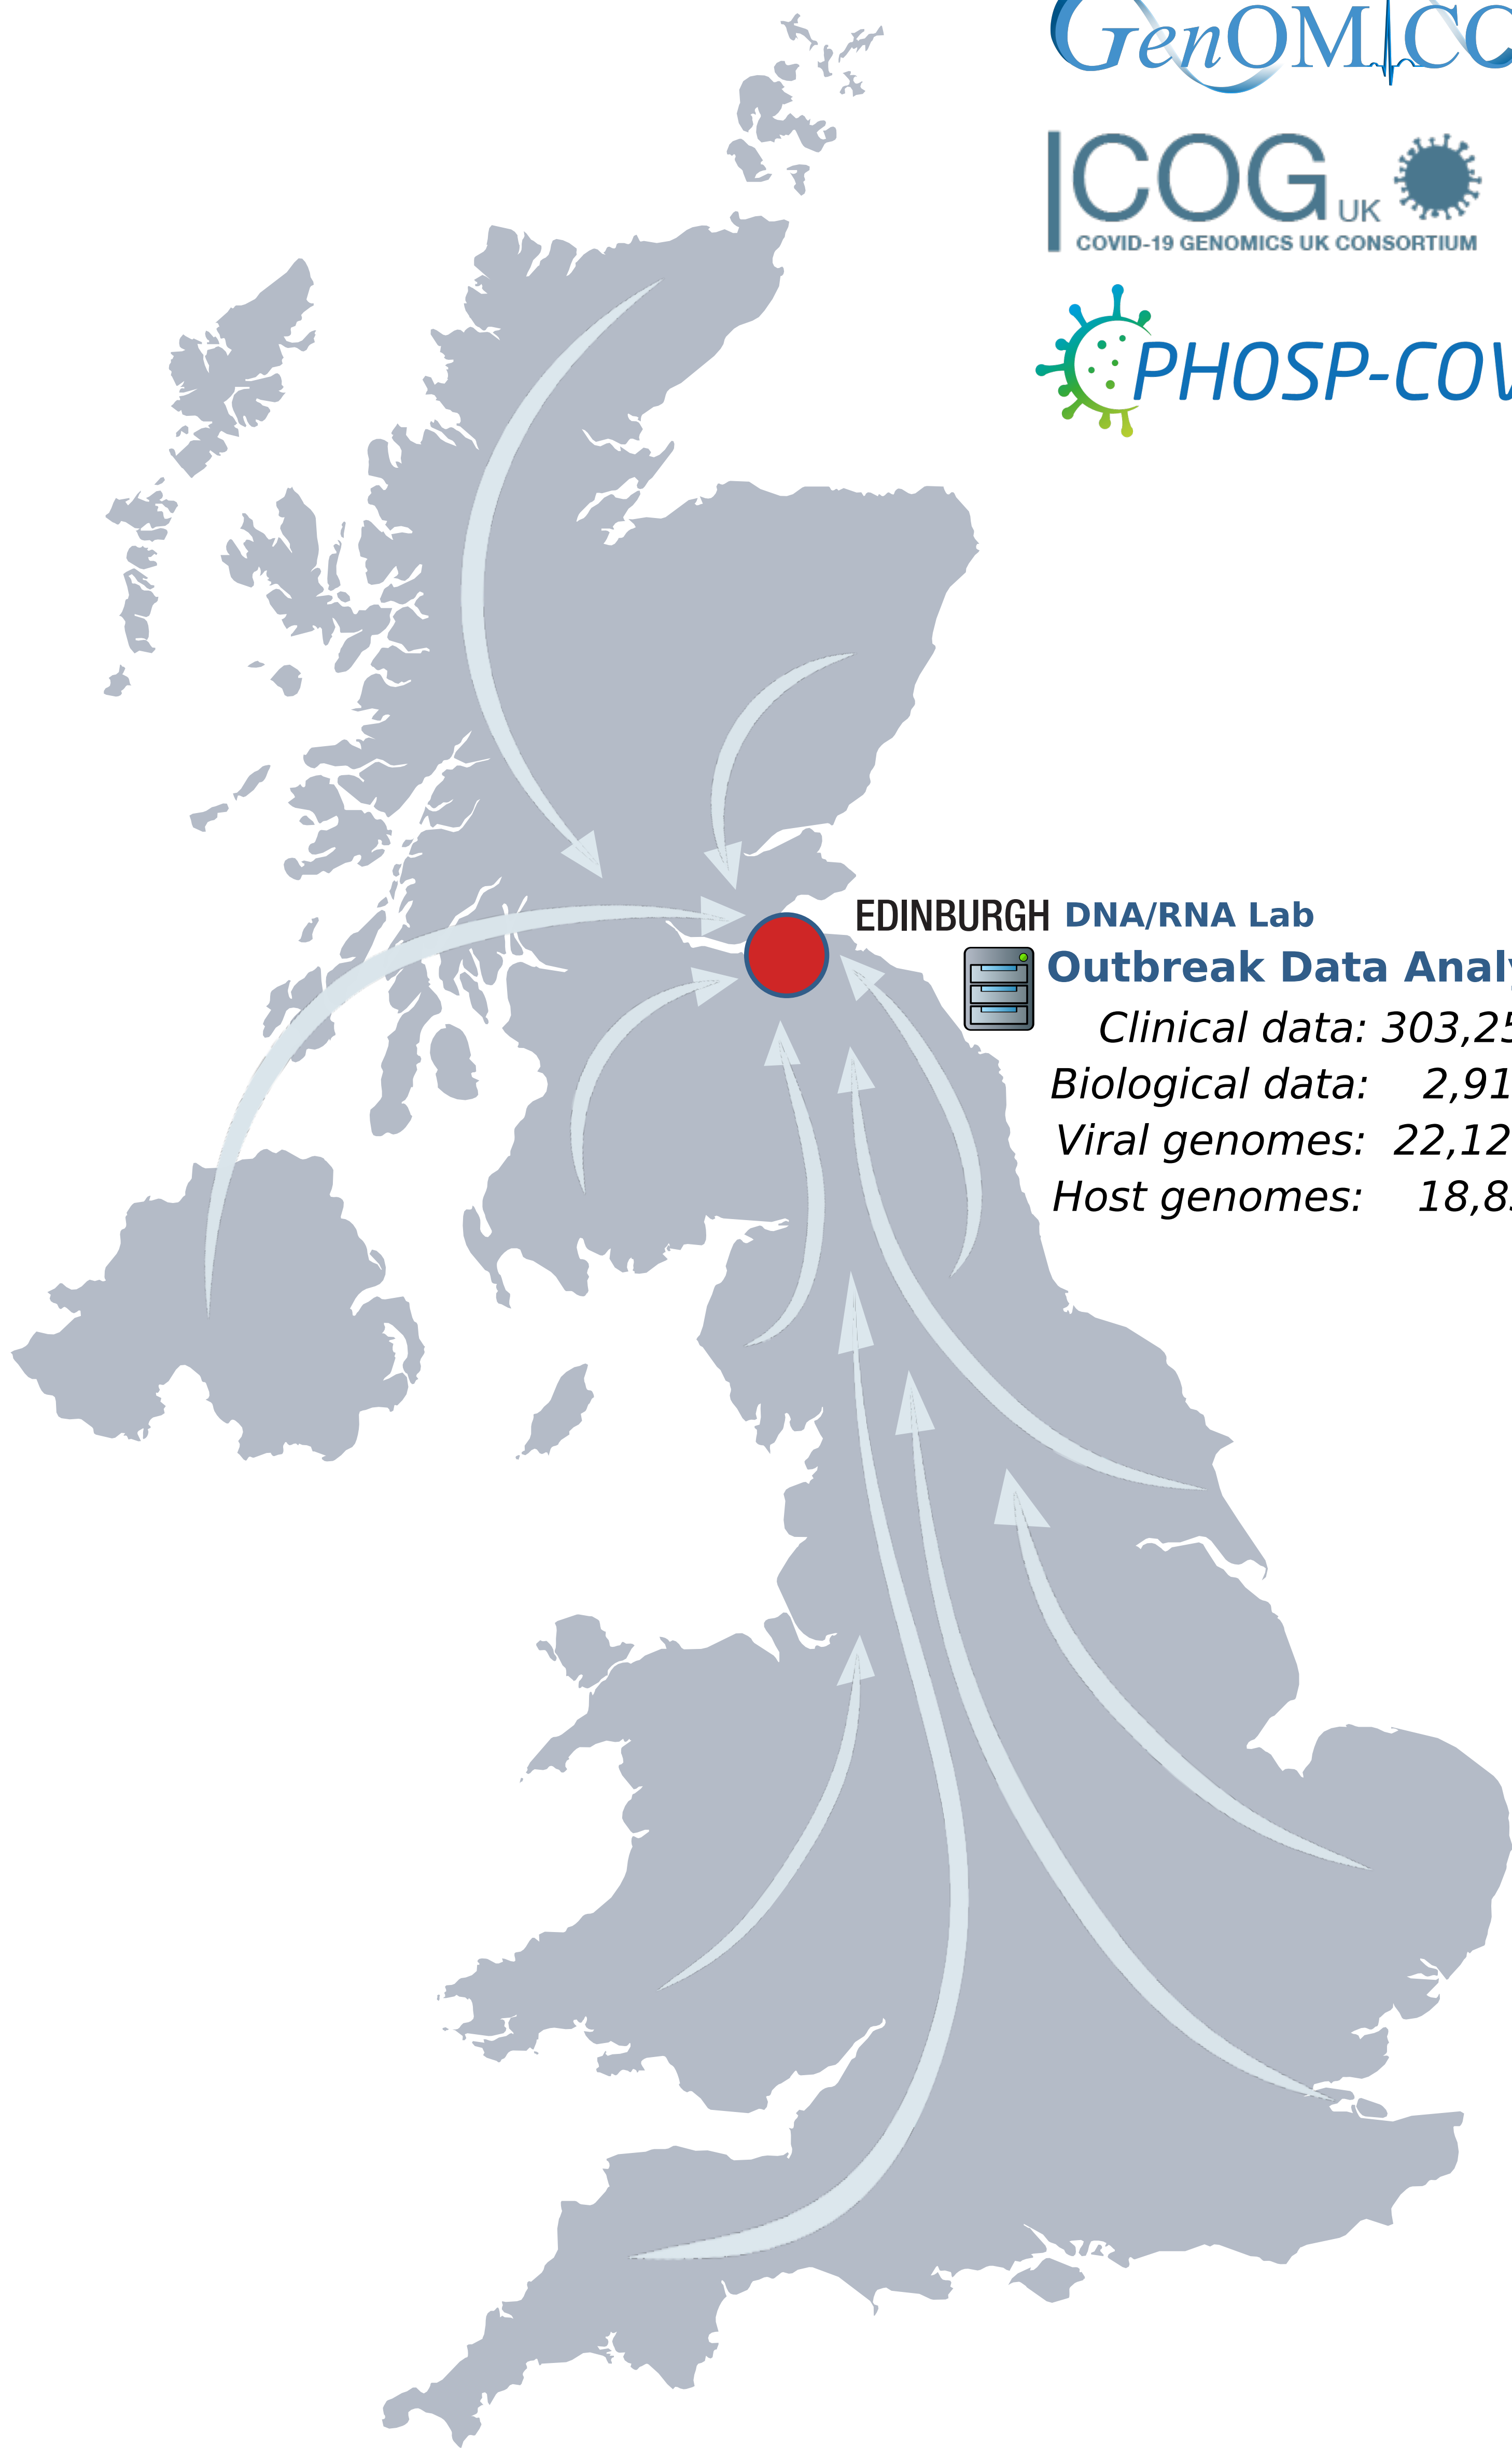 GenOMICC
COG UK
COVID-19 GENOMICS UK CONSORTIUM
PHOSP-COV
EDINBURGH DNA/RNA Lab
Outbreak Data Analy
Clinical data: 303,25
Biological data: 2,91
Viral genomes: 22,12
Host genomes: 18,8